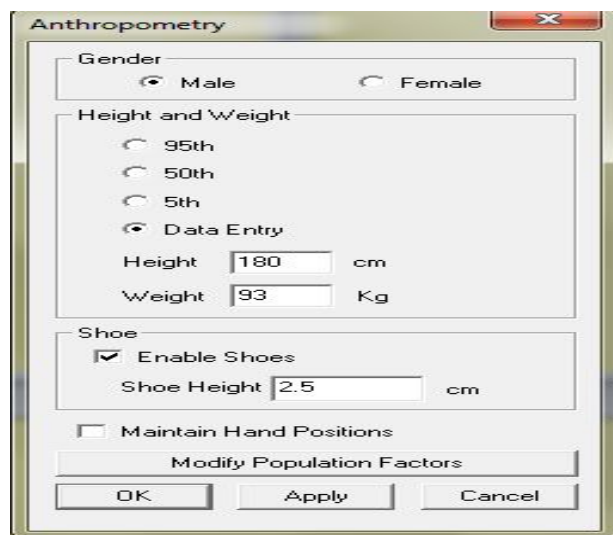 Anthropometry
Gender
Male Female
Height and Weight
95th
50th
5th
Data Entry
Height 180 cm
Weight 93 Kg
Shoe
Enable Shoes
Shoe Height 2.5 cm
Maintain Hand Positions
Modify Population Factors
OK Apply Cancel